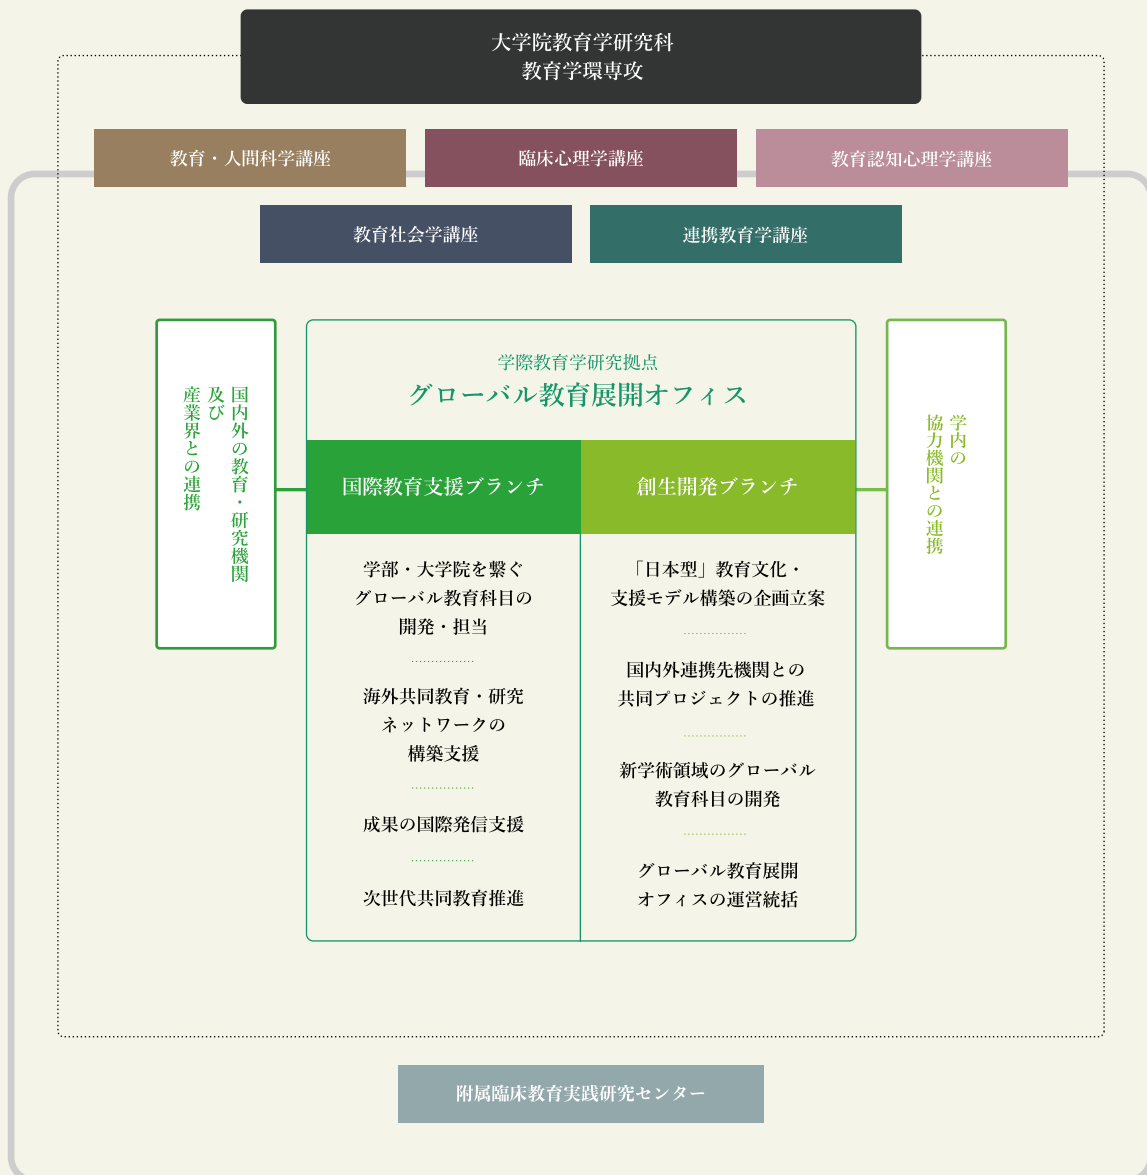 大学院教育学研究科
教育学環専攻
教育・人間科学講座
臨床心理学講座
教育認知心理学講座
教育社会学講座
連携教育学講座
国内外の教育・研究機関
及び
産業界との連携
学際教育学研究拠点
グローバル教育展開オフィス
国際教育支援ブランチ
学部・大学院を繋ぐ
グローバル教育科目の
開発・担当
海外共同教育・研究
ネットワークの
構築支援
成果の国際発信支援
次世代共同教育推進
創生開発ブランチ
「日本型」教育文化・
支援モデル構築の企画立案
国内外連携先機関との
共同プロジェクトの推進
新学術領域のグローバル
教育科目の開発
グローバル教育展開
オフィスの運営統括
学内の
協力機関との連携
附属臨床教育実践研究センター